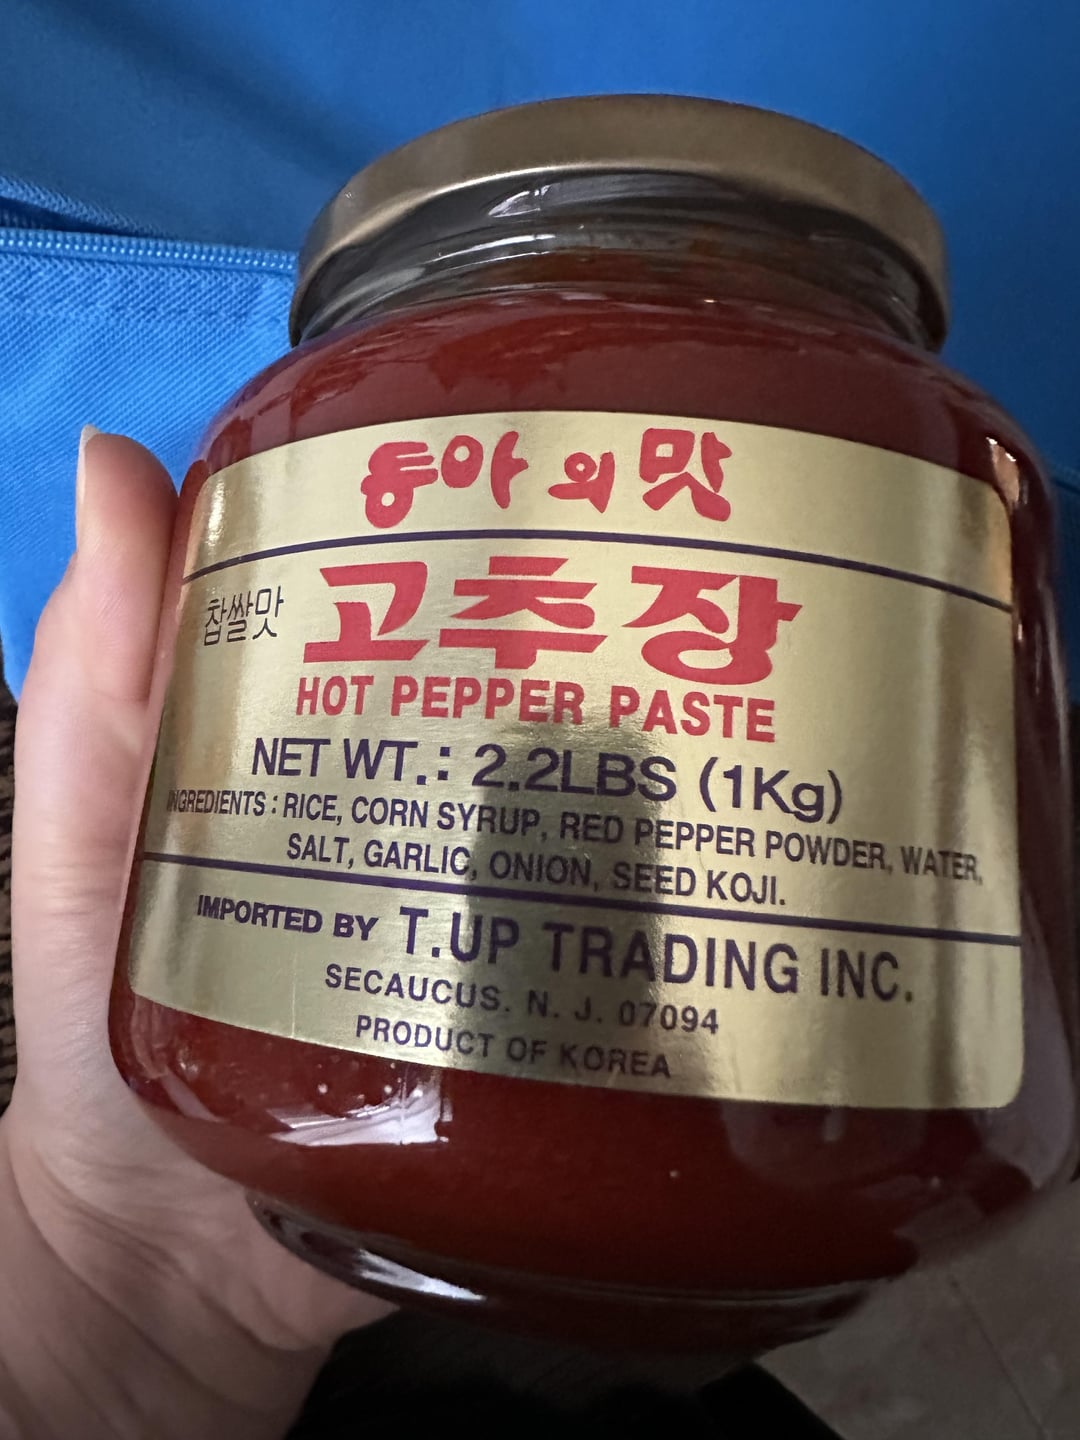 동아의 맛
찹쌀맛 고추장
HOT PEPPER PASTE
NET WT.: 2.2LBS (1Kg)
INGREDIENTS : RICE, CORN SYRUP, RED PEPPER POWDER, WATER,
SALT, GARLIC, ONION, SEED KOJI.
IMPORTED BY T.UP TRADING INC.
SECAUCUS. N. J. 07094
PRODUCT OF KOREA